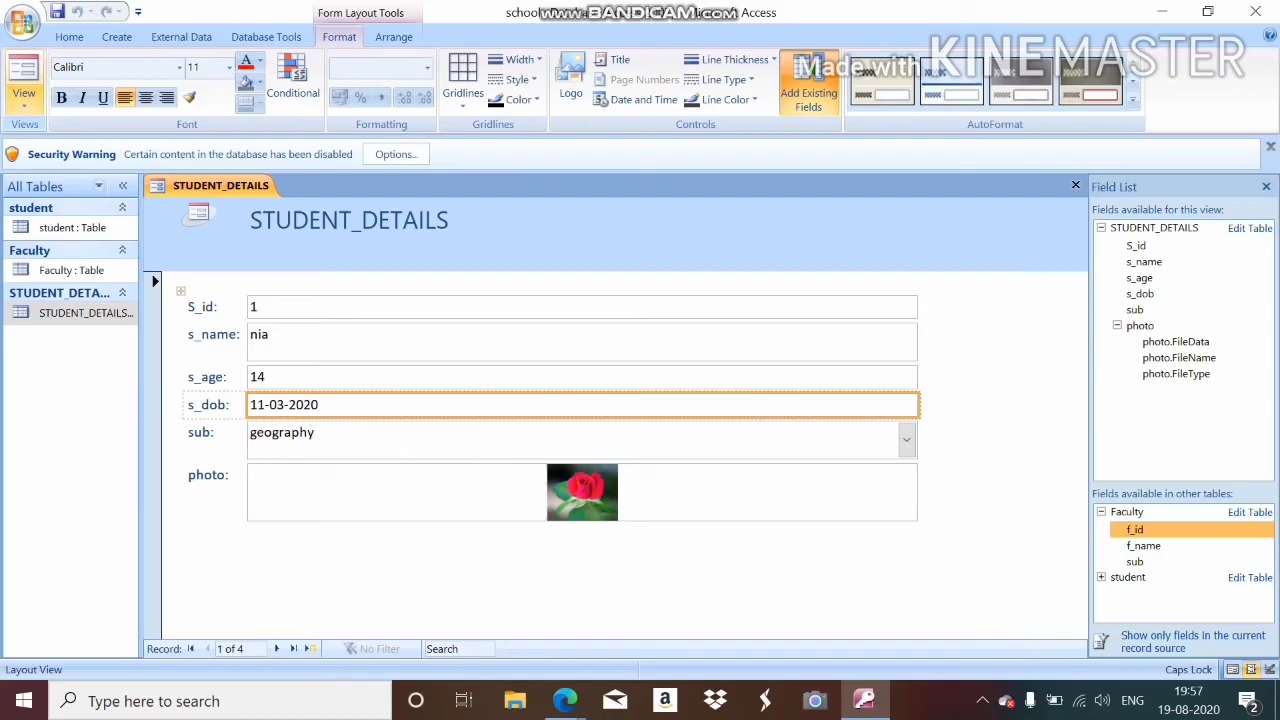 Form Layout Tools
www.BANDICAM.com
Access
Home Create External Data Database Tools Format Arrange
Made with KINEMASTER
View
Views
Calibri 11
B I U
Font
Conditional
Formatting
Gridlines
Width
Style
Color
Gridlines
Logo
Title
Page Numbers
Date and Time
Line Thickness
Line Type
Line Color
Controls
Add Existing Fields
AutoFormat
Security Warning Certain content in the database has been disabled Options...
All Tables
student
student : Table
Faculty
Faculty : Table
STUDENT_DETA...
STUDENT_DETAILS...
STUDENT_DETAILS
STUDENT_DETAILS
S_id: 1
s_name: nia
s_age: 14
s_dob: 11-03-2020
sub: geography
photo:
Record: 1 of 4 No Filter Search
Field List
Fields available for this view:
STUDENT_DETAILS Edit Table
S_id
s_name
s_age
s_dob
sub
photo
photo.FileData
photo.FileName
photo.FileType
Fields available in other tables:
Faculty Edit Table
f_id
f_name
sub
student Edit Table
Show only fields in the current record source
Layout View
Caps Lock
Type here to search
ENG
19:57
19-08-2020
2